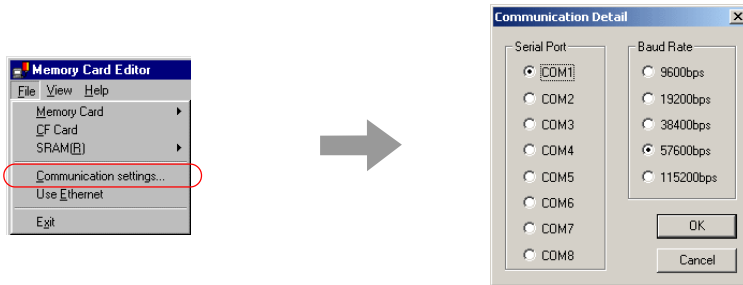 Memory Card Editor
File View Help
Memory Card
CF Card
SRAM(R)
Communication settings...
Use Ethernet
Exit
Communication Detail
Serial Port
COM1
COM2
COM3
COM4
COM5
COM6
COM7
COM8
Baud Rate
9600bps
19200bps
38400bps
57600bps
115200bps
OK
Cancel